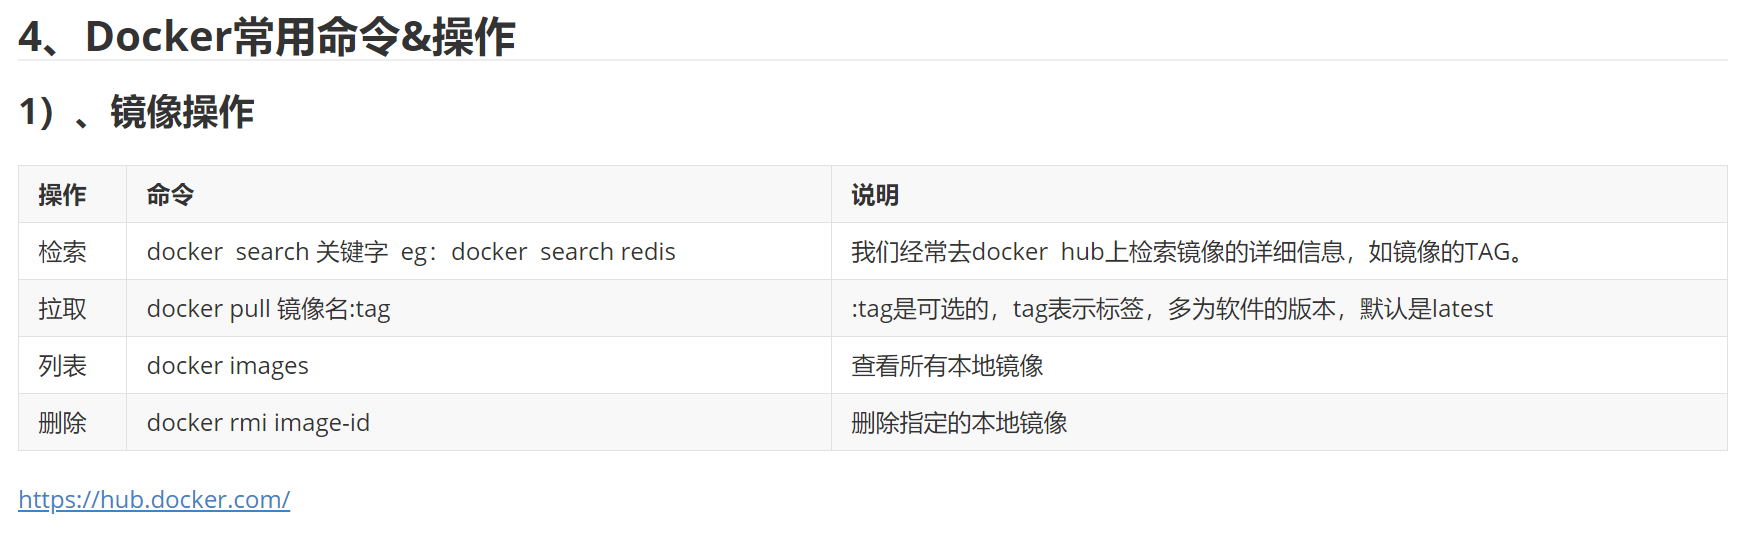 4、Docker常用命令&操作
1）、镜像操作
操作 命令 说明
检索 docker  search 关键字  eg：docker  search redis 我们经常去docker  hub上检索镜像的详细信息，如镜像的TAG。
拉取 docker pull 镜像名:tag :tag是可选的，tag表示标签，多为软件的版本，默认是latest
列表 docker images 查看所有本地镜像
删除 docker rmi image-id 删除指定的本地镜像
https://hub.docker.com/